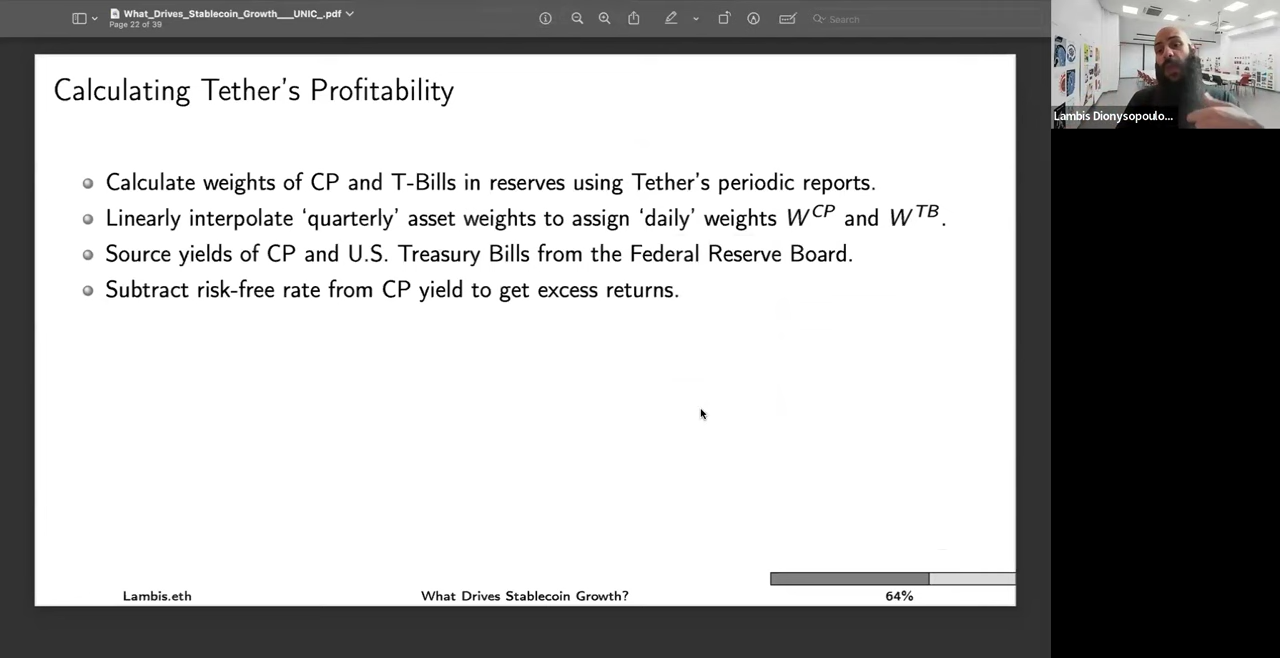 What_Drives_Stablecoin_Growth___UNIC_.pdf
Page 22 of 39
Search
Lambis Dionysopoulo...
Calculating Tether's Profitability
Calculate weights of CP and T-Bills in reserves using Tether's periodic reports.
Linearly interpolate ‘quarterly’ asset weights to assign ‘daily’ weights W^CP and W^TB.
Source yields of CP and U.S. Treasury Bills from the Federal Reserve Board.
Subtract risk-free rate from CP yield to get excess returns.
Lambis.eth
What Drives Stablecoin Growth?
64%